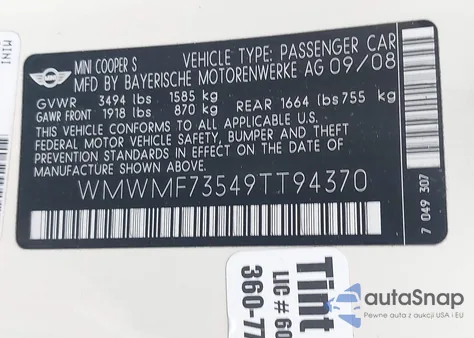 MINI
MINI COOPER S
VEHICLE TYPE: PASSENGER CAR
MFD BY BAYERISCHE MOTORENWERKE AG 09/08
GVWR 3494 lbs 1585 kg
GAWR FRONT 1918 lbs 870 kg REAR 1664 lbs 755 kg
THIS VEHICLE CONFORMS TO ALL APPLICABLE
FEDERAL MOTOR VEHICLE SAFETY, BUMPER AND THEFT
PREVENTION STANDARDS IN EFFECT ON THE DATE OF
MANUFACTURE SHOWN ABOVE.
WMWMF73549TT94370
7 049 307
Tint
LIC # 60
360-77
autaSnap
Pewne auta z aukcji USA i EU